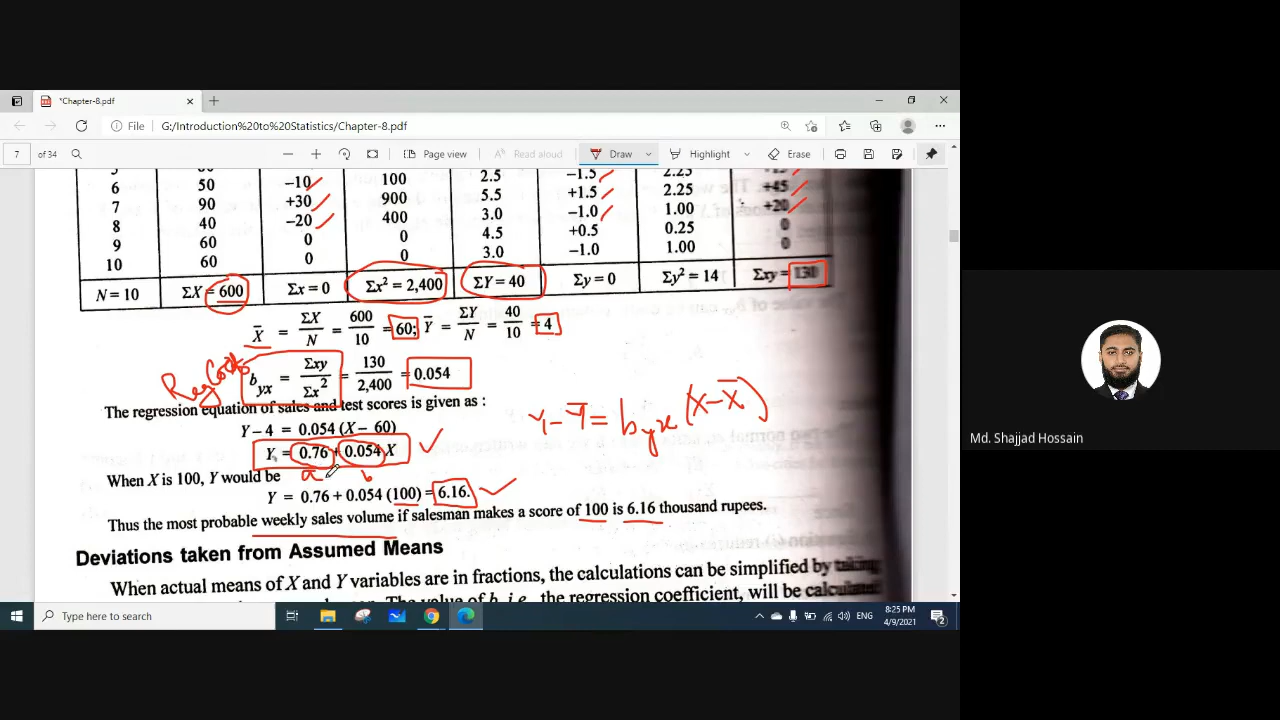 *Chapter-8.pdf
File G:/Introduction%20to%20Statistics/Chapter-8.pdf
7 of 34 Page view Read aloud Draw Highlight Erase
100 2.5 –1.5 2.25
6 50 –10 900 5.5 +1.5 2.25 +45
7 90 +30 400 3.0 –1.0 1.00 +20
8 40 –20 0 4.5 +0.5 0.25 0
9 60 0 0 3.0 –1.0 1.00 0
10 60 0
N = 10 ΣX = 600 Σx = 0 Σx² = 2,400 ΣY = 40 Σy = 0 Σy² = 14 Σxy = 130
X̄ = ΣX/N = 600/10 = 60; Ȳ = ΣY/N = 40/10 = 4
b_yx = Σxy/Σx² = 130/2,400 = 0.054
The regression equation of sales and test scores is given as :
Y – Ȳ = b_yx (X – X̄)
Y – 4 = 0.054 (X – 60)
Y = 0.76 + 0.054 X
a b
When X is 100, Y would be
Y = 0.76 + 0.054 (100) = 6.16.
Thus the most probable weekly sales volume if salesman makes a score of 100 is 6.16 thousand rupees.
Deviations taken from Assumed Means
When actual means of X and Y variables are in fractions, the calculations can be simplified by taking
the regression coefficient, will be calculated
Md. Shajjad Hossain
Type here to search
8:25 PM
4/9/2021
2